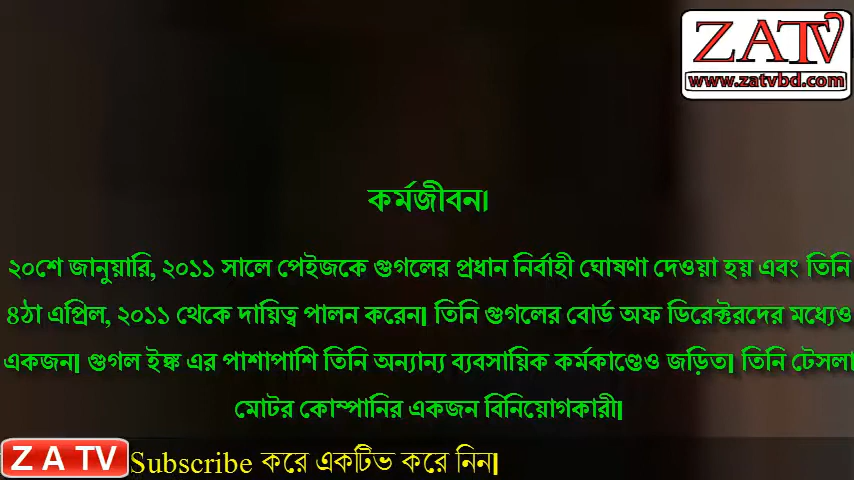 ZATV
www.zatvbd.com
কর্মজীবন।
২০শে জানুয়ারি, ২০১১ সালে পেইজকে গুগলের প্রধান নির্বাহী ঘোষণা দেওয়া হয় এবং তিনি
৪ঠা এপ্রিল, ২০১১ থেকে দায়িত্ব পালন করেন। তিনি গুগলের বোর্ড অফ ডিরেক্টরদের মধ্যেও
একজন। গুগল ইঙ্ক এর পাশাপাশি তিনি অন্যান্য ব্যবসায়িক কর্মকাণ্ডেও জড়িত। তিনি টেসলা
মোটর কোম্পানির একজন বিনিয়োগকারী।
Z A TV Subscribe করে একটিভ করে নিন।